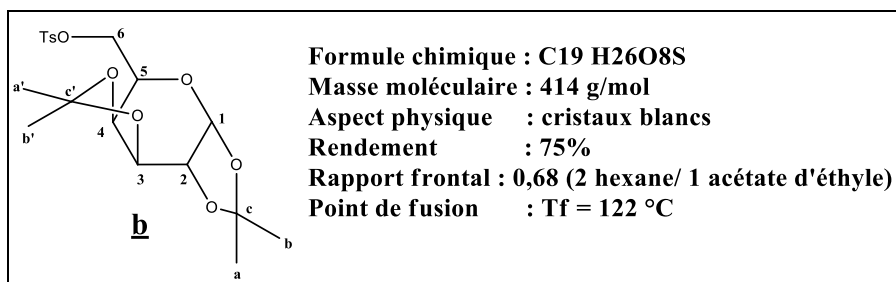 TsO
6
5
O
O
a'
c'
1
O
b'
4
3
2
O
O
c
b
b
a
Formule chimique : C19 H26O8S
Masse moléculaire : 414 g/mol
Aspect physique : cristaux blancs
Rendement : 75%
Rapport frontal : 0,68 (2 hexane/ 1 acétate d'éthyle)
Point de fusion : Tf = 122 °C